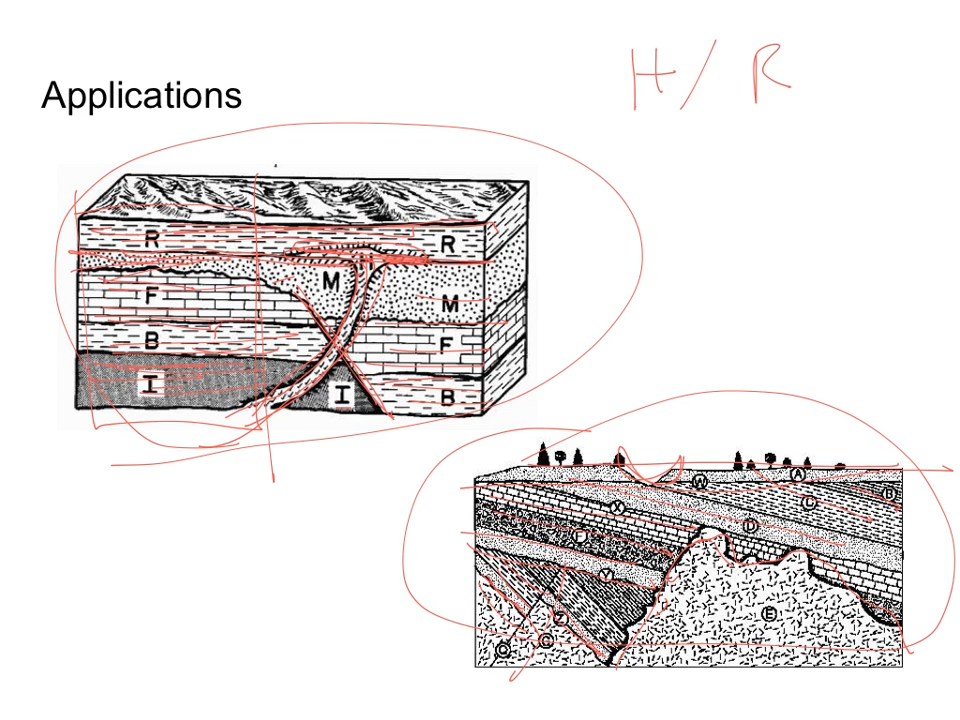 H/R
Applications
R R
M
F M
B F
I I B
A
W B
C
X D
F
Y
E
Z
G G